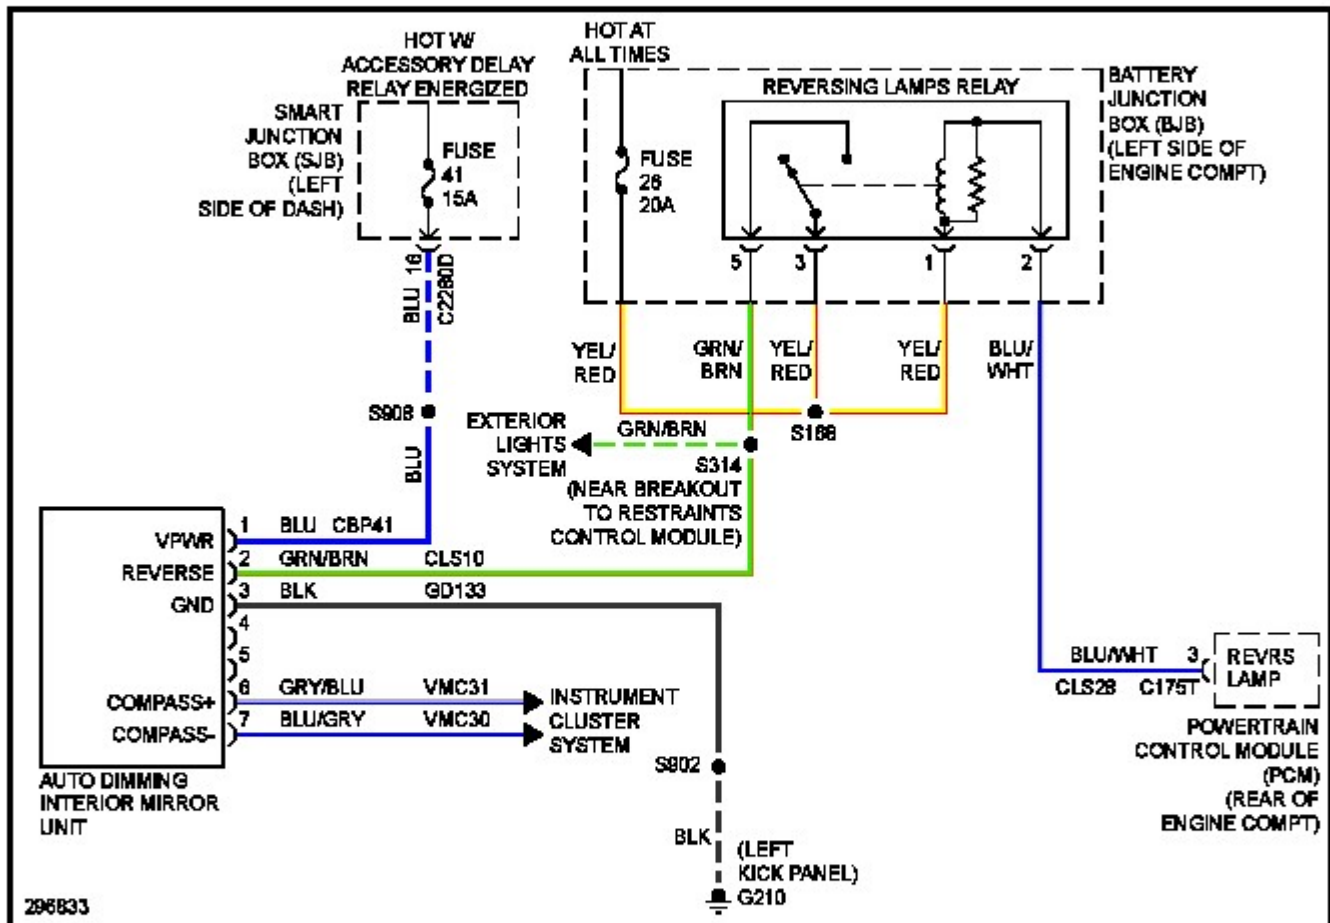 HOT W/
ACCESSORY DELAY
RELAY ENERGIZED
SMART
JUNCTION
BOX (SJB)
(LEFT
SIDE OF DASH)
FUSE
41
15A
16
C2280D
BLU
S908
BLU
HOT AT
ALL TIMES
FUSE
26
20A
REVERSING LAMPS RELAY
BATTERY
JUNCTION
BOX (BJB)
(LEFT SIDE OF
ENGINE COMPT)
5
3
1
2
YEL/
RED
GRN/
BRN
YEL/
RED
YEL/
RED
BLU/
WHT
S166
EXTERIOR
LIGHTS
SYSTEM
GRN/BRN
S314
(NEAR BREAKOUT
TO RESTRAINTS
CONTROL MODULE)
VPWR
1
BLU CBP41
REVERSE
2
GRN/BRN
CLS10
GND
3
BLK
GD133
4
5
COMPASS+
6
GRY/BLU
VMC31
COMPASS-
7
BLU/GRY
VMC30
INSTRUMENT
CLUSTER
SYSTEM
AUTO DIMMING
INTERIOR MIRROR
UNIT
S902
BLK
(LEFT
KICK PANEL)
G210
BLU/WHT
3
CLS28
C175T
REVRS
LAMP
POWERTRAIN
CONTROL MODULE
(PCM)
(REAR OF
ENGINE COMPT)
296833